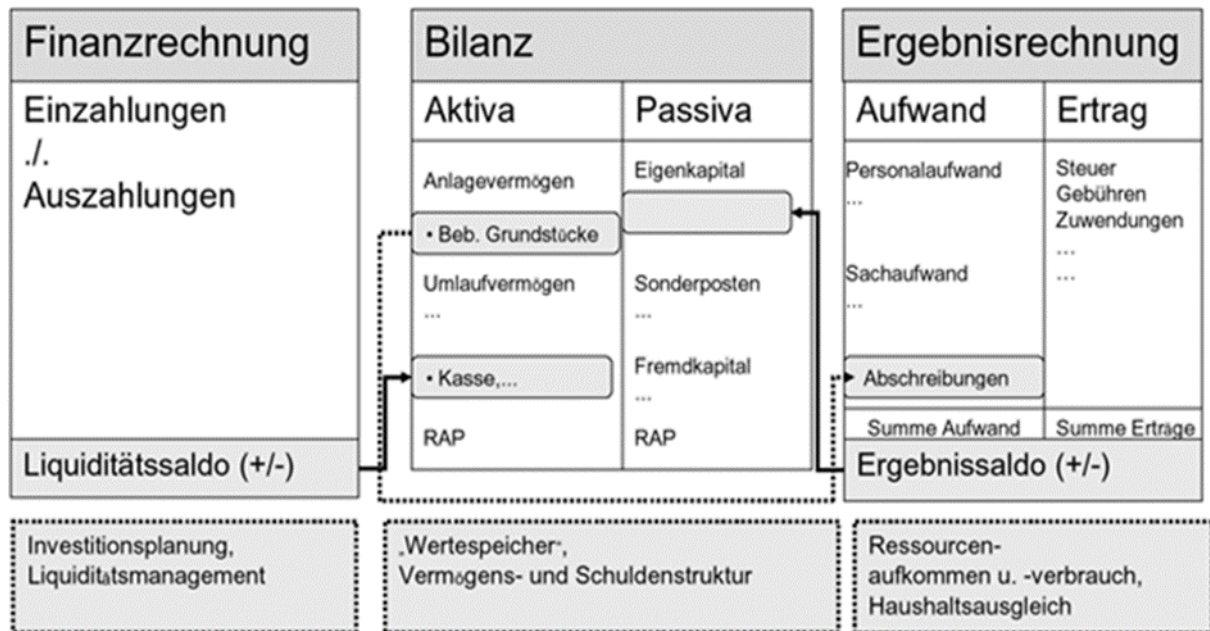 Finanzrechnung
Einzahlungen
./.
Auszahlungen
Liquiditätssaldo (+/-)
Investitionsplanung,
Liquiditätsmanagement
Bilanz
Aktiva
Anlagevermögen
• Beb. Grundstücke
Umlaufvermögen
...
• Kasse,...
RAP
Passiva
Eigenkapital
Sonderposten
...
Fremdkapital
...
RAP
„Wertespeicher“,
Vermögens- und Schuldenstruktur
Ergebnisrechnung
Aufwand
Personalaufwand
...
Sachaufwand
...
Abschreibungen
Summe Aufwand
Ertrag
Steuer
Gebühren
Zuwendungen
...
...
Summe Erträge
Ergebnissaldo (+/-)
Ressourcen-
aufkommen u. -verbrauch,
Haushaltsausgleich